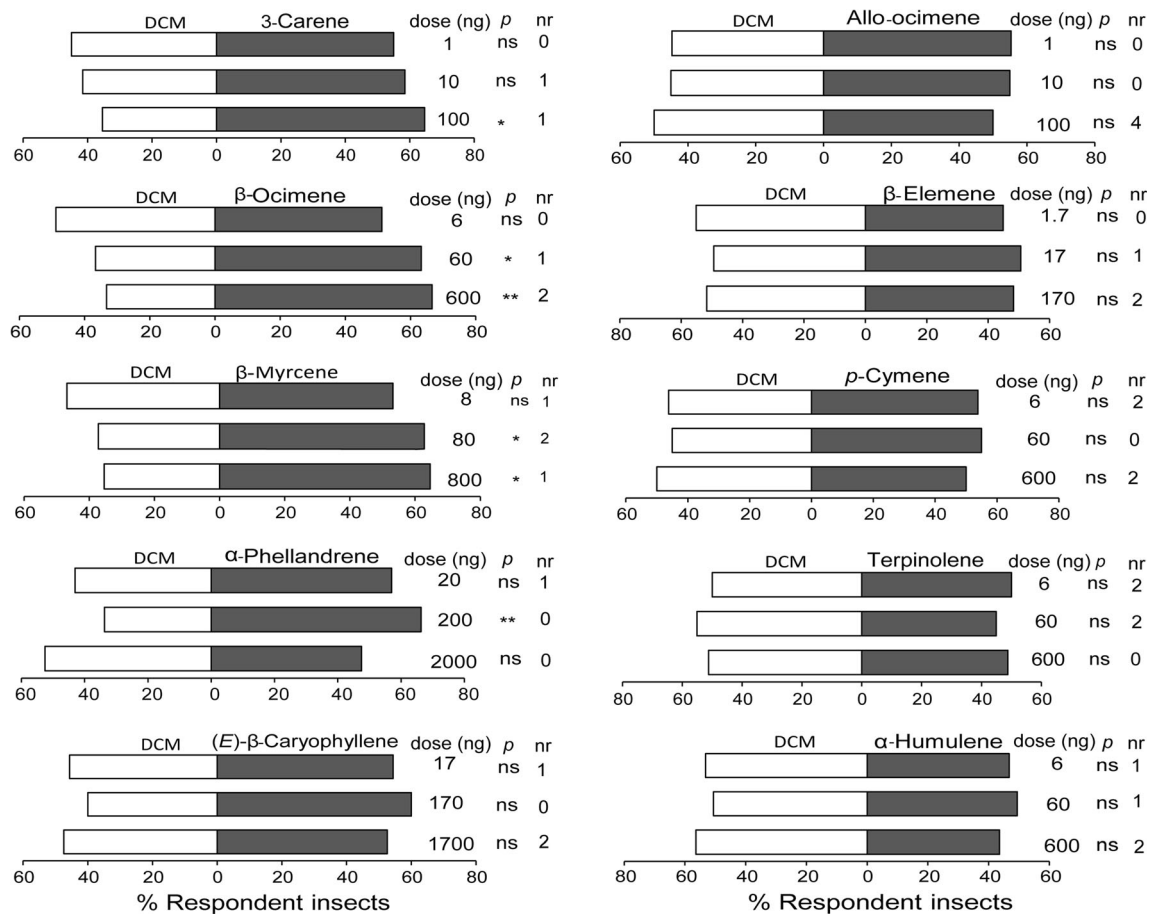 DCM 3-Carene dose (ng) p nr
1 ns 0
10 ns 1
100 * 1
60 40 20 0 20 40 60 80
DCM β-Ocimene dose (ng) p nr
6 ns 0
60 * 1
600 ** 2
60 40 20 0 20 40 60 80
DCM β-Myrcene dose (ng) p nr
8 ns 1
80 * 2
800 * 1
60 40 20 0 20 40 60 80
DCM α-Phellandrene dose (ng) p nr
20 ns 1
200 ** 0
2000 ns 0
60 40 20 0 20 40 60 80
DCM (E)-β-Caryophyllene dose (ng) p nr
17 ns 1
170 ns 0
1700 ns 2
60 40 20 0 20 40 60 80
% Respondent insects
DCM Allo-ocimene dose (ng) p nr
1 ns 0
10 ns 0
100 ns 4
60 40 20 0 20 40 60 80
DCM β-Elemene dose (ng) p nr
1.7 ns 0
17 ns 1
170 ns 2
80 60 40 20 0 20 40 60
DCM p-Cymene dose (ng) p nr
6 ns 2
60 ns 0
600 ns 2
60 40 20 0 20 40 60 80
DCM Terpinolene dose (ng) p nr
6 ns 2
60 ns 2
600 ns 0
80 60 40 20 0 20 40 60
DCM α-Humulene dose (ng) p nr
6 ns 1
60 ns 1
600 ns 2
80 60 40 20 0 20 40 60
% Respondent insects